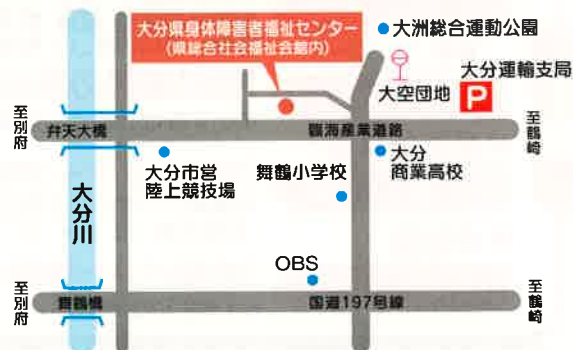 大分県身体障害者福祉センター
(県総合社会福祉会館内)
大洲総合運動公園
大空団地
大分運輸支局
P
至別府
弁天大橋
臨海産業道路
至鶴崎
大分市営
陸上競技場
舞鶴小学校
大分
商業高校
大分川
OBS
至別府
舞鶴橋
国道197号線
至鶴崎